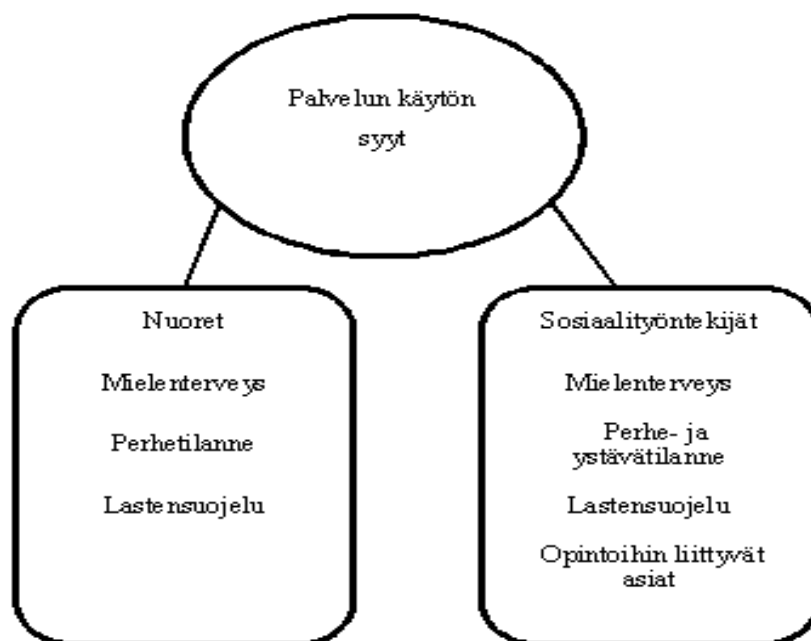 Palvelun käytön
syyt
Nuoret
Mielenterveys
Perhetilanne
Lastensuojelu
Sosiaalityöntekijät
Mielenterveys
Perhe- ja
ystävätilanne
Lastensuojelu
Opintoihin liittyvät
asiat